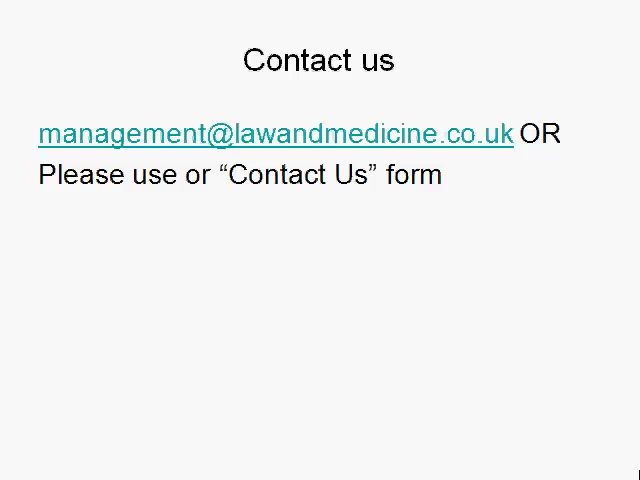 Contact us
management@lawandmedicine.co.uk OR
Please use or “Contact Us” form